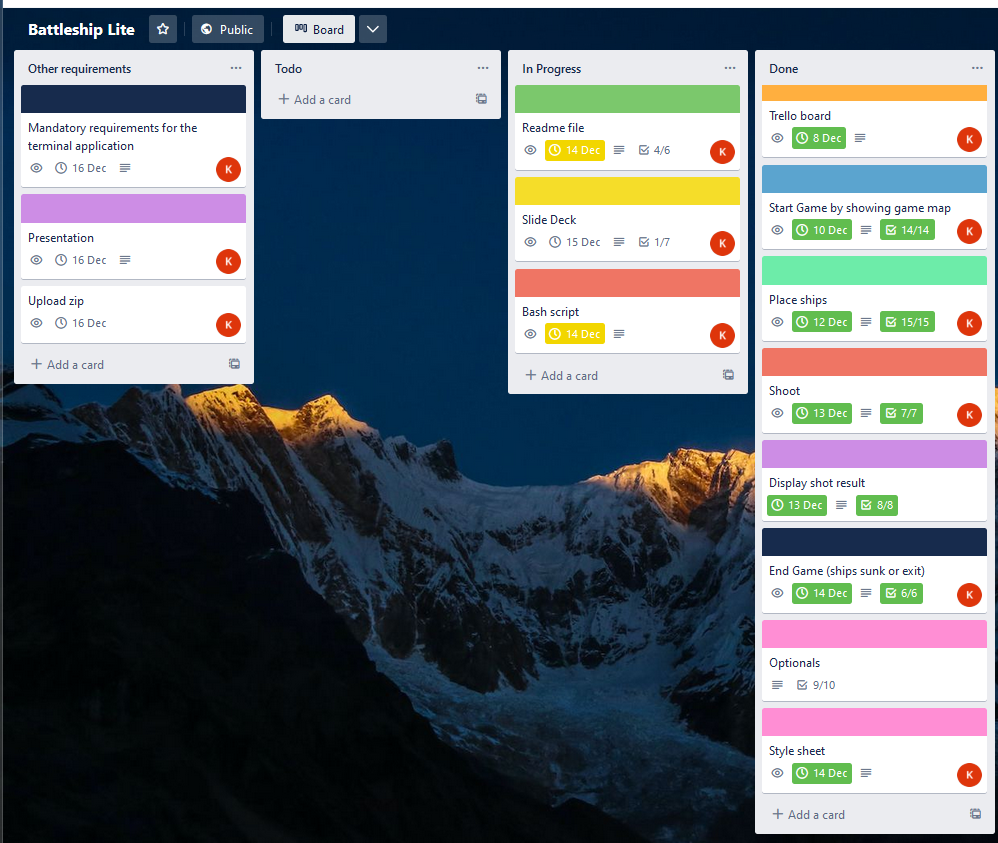 Battleship Lite
Public
Board
Other requirements
Mandatory requirements for the
terminal application
16 Dec
K
Presentation
16 Dec
K
Upload zip
16 Dec
K
Add a card
Todo
Add a card
In Progress
Readme file
14 Dec 4/6
K
Slide Deck
15 Dec 1/7
K
Bash script
14 Dec
K
Add a card
Done
Trello board
8 Dec
K
Start Game by showing game map
10 Dec 14/14
K
Place ships
12 Dec 15/15
K
Shoot
13 Dec 7/7
K
Display shot result
13 Dec 8/8
End Game (ships sunk or exit)
14 Dec 6/6
K
Optionals
9/10
Style sheet
14 Dec
K
Add a card